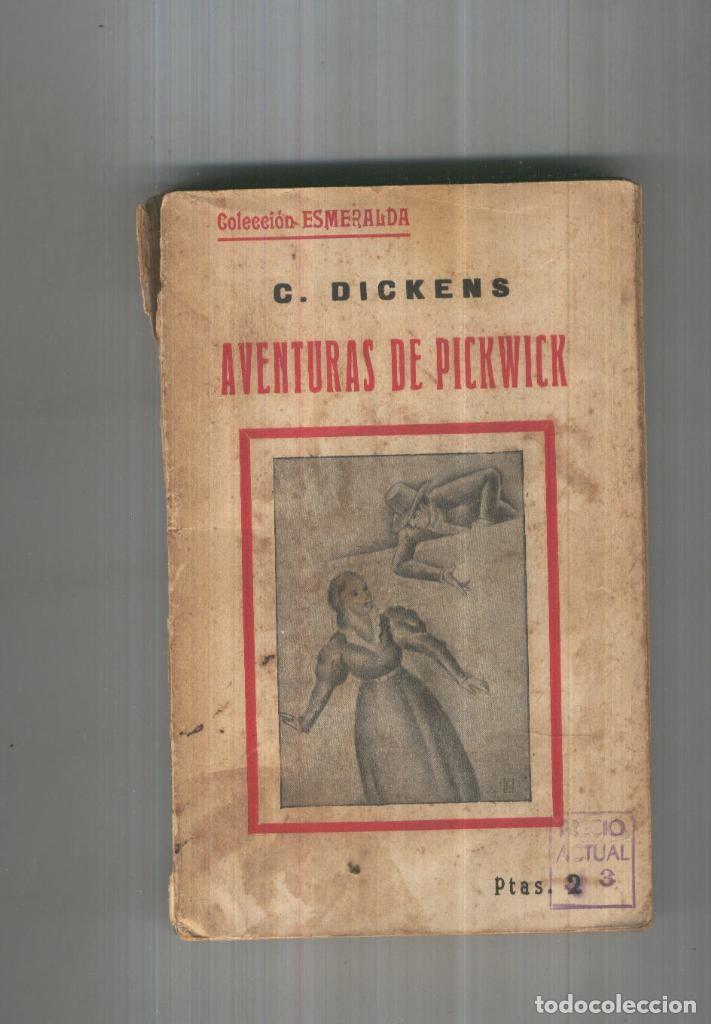 Colección ESMERALDA
C. DICKENS
AVENTURAS DE PICKWICK
PRECIO
ACTUAL
Ptas. 2 3
todocoleccion